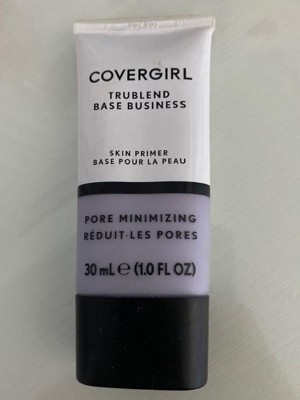 COVERGIRL
TRUBLEND
BASE BUSINESS
SKIN PRIMER
BASE POUR LA PEAU
PORE MINIMIZING
RÉDUIT·LES PORES
30 mL e (1.0 FL OZ)